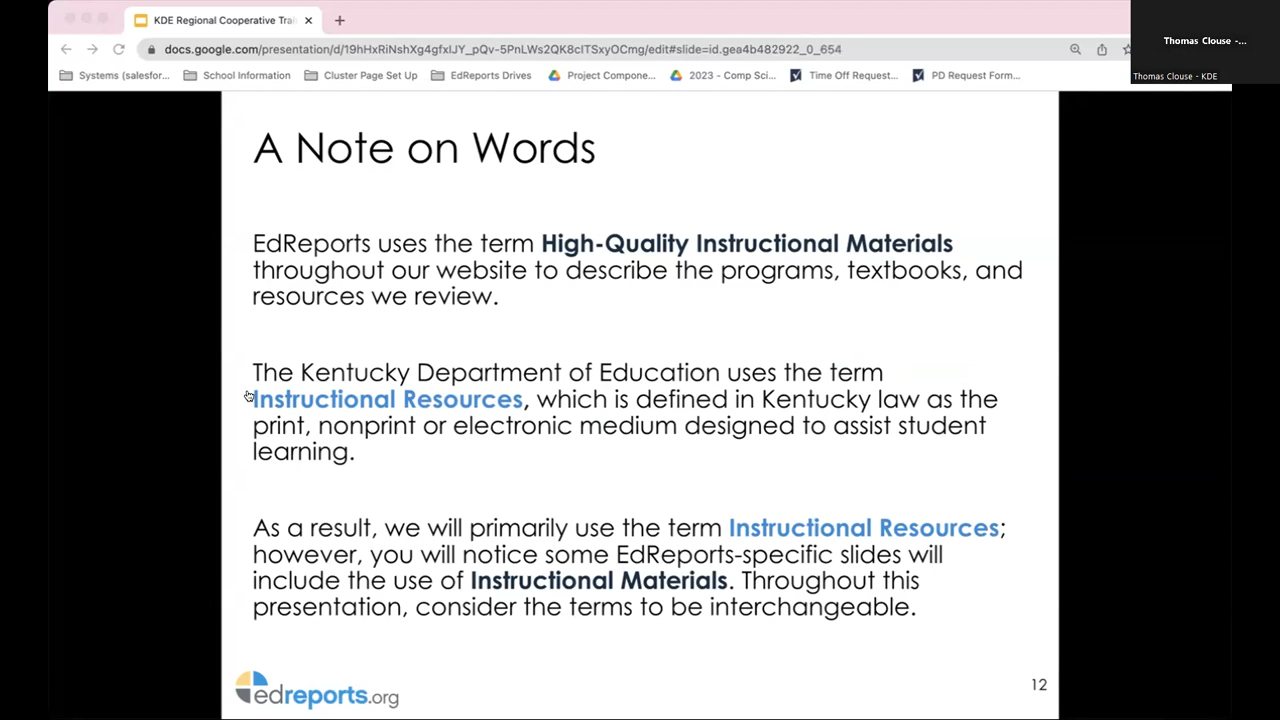 KDE Regional Cooperative Trai
docs.google.com/presentation/d/19hHxRiNshXg4gfxIJY_pQv-5PnLWs2QK8cITSxyOCmg/edit#slide=id.gea4b482922_0_654
Thomas Clouse -...
Thomas Clouse - KDE
Systems (salesfor... School Information Cluster Page Set Up EdReports Drives Project Compone... 2023 - Comp Sci... Time Off Request... PD Request Form...
A Note on Words
EdReports uses the term High-Quality Instructional Materials
throughout our website to describe the programs, textbooks, and
resources we review.
The Kentucky Department of Education uses the term
Instructional Resources, which is defined in Kentucky law as the
print, nonprint or electronic medium designed to assist student
learning.
As a result, we will primarily use the term Instructional Resources;
however, you will notice some EdReports-specific slides will
include the use of Instructional Materials. Throughout this
presentation, consider the terms to be interchangeable.
edreports.org
12